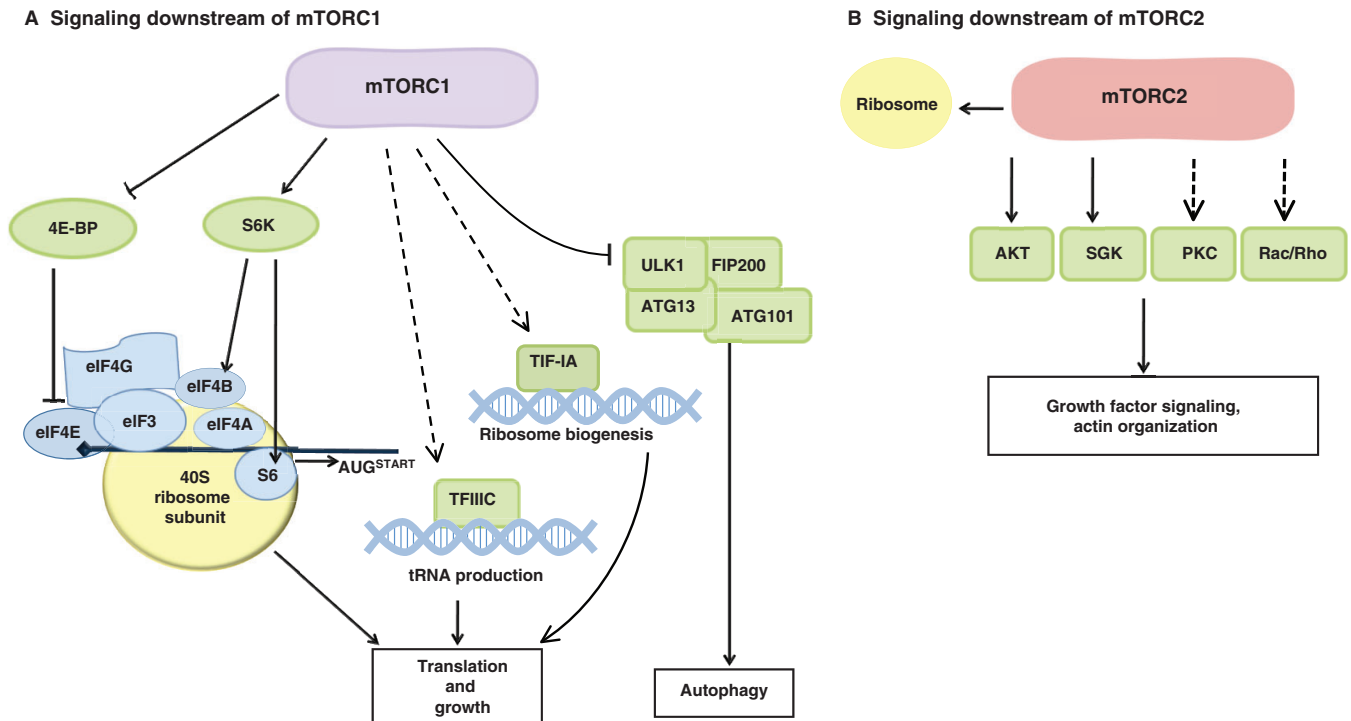 A Signaling downstream of mTORC1
mTORC1
4E-BP
S6K
ULK1
FIP200
ATG13
ATG101
eIF4G
eIF4B
eIF4E
eIF3
eIF4A
S6
AUGSTART
40S
ribosome
subunit
TIF-IA
Ribosome biogenesis
TFIIIC
tRNA production
Translation
and
growth
Autophagy
B Signaling downstream of mTORC2
Ribosome
mTORC2
AKT
SGK
PKC
Rac/Rho
Growth factor signaling,
actin organization